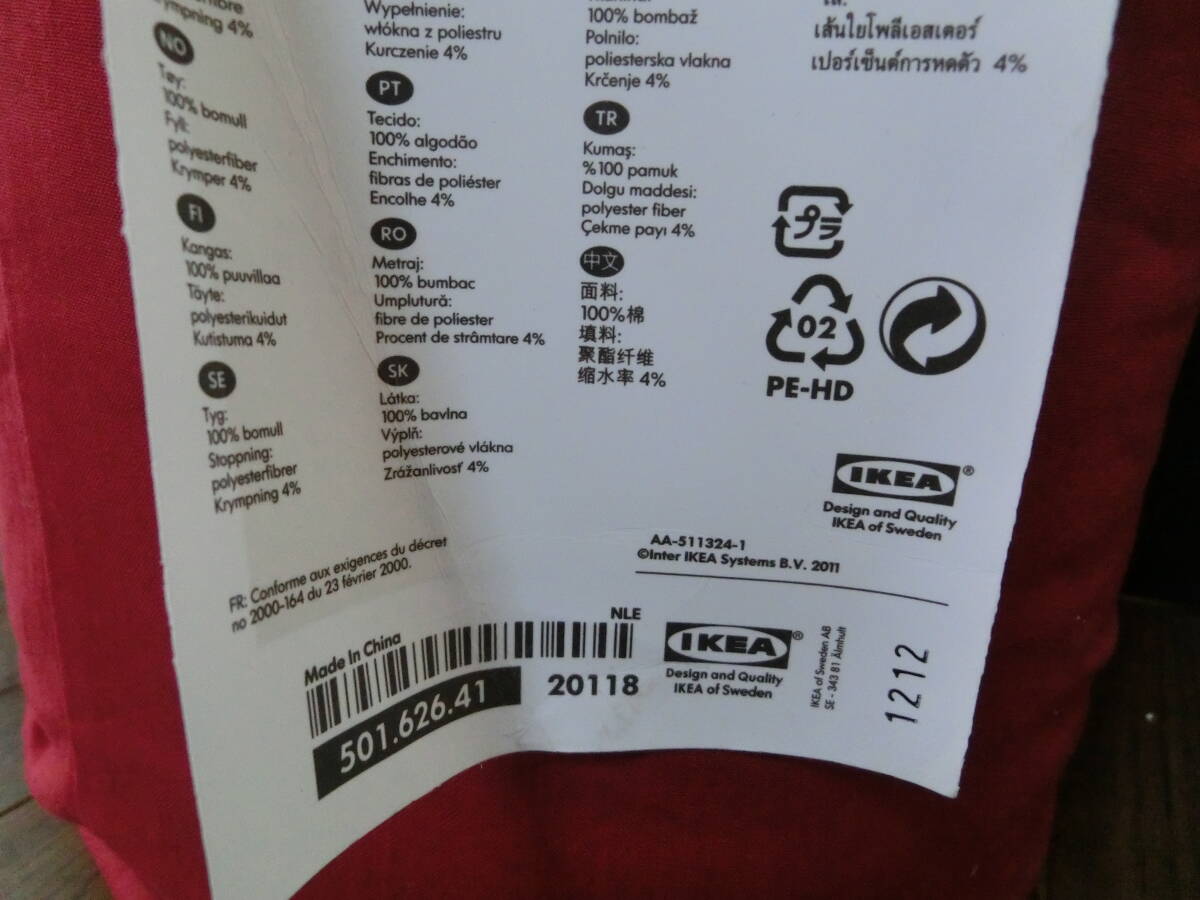 Krympning 4%
NO
Tøy:
100% bomull
Fyll:
polyesterfiber
Krymper 4%
FI
Kangas:
100% puuvillaa
Täyte:
polyesterikuidut
Kutistuma 4%
SE
Tyg:
100% bomull
Stoppning:
polyesterfibrer
Krympning 4%
Wypełnienie:
włókna z poliestru
Kurczenie 4%
PT
Tecido:
100% algodão
Enchimento:
fibras de poliéster
Encolhe 4%
RO
Metraj:
100% bumbac
Umplutură:
fibre de poliester
Procent de strâmtare 4%
SK
Látka:
100% bavlna
Výplň:
polyesterové vlákna
Zrážanlivosť 4%
100% bombaž
Polnilo:
poliesterska vlakna
Krčenje 4%
TR
Kumaş:
%100 pamuk
Dolgu maddesi:
polyester fiber
Çekme payı 4%
中文
面料:
100%棉
填料:
聚酯纤维
缩水率 4%
เส้นใยโพลีเอสเตอร์
เปอร์เซ็นต์การหดตัว 4%
プラ
02
PE-HD
IKEA®
Design and Quality
IKEA of Sweden
FR: Conforme aux exigences du décret
no 2000-164 du 23 février 2000.
AA-511324-1
©Inter IKEA Systems B.V. 2011
Made in China
NLE
501.626.41
20118
IKEA®
Design and Quality
IKEA of Sweden
IKEA of Sweden AB
SE - 343 81 Älmhult
1212